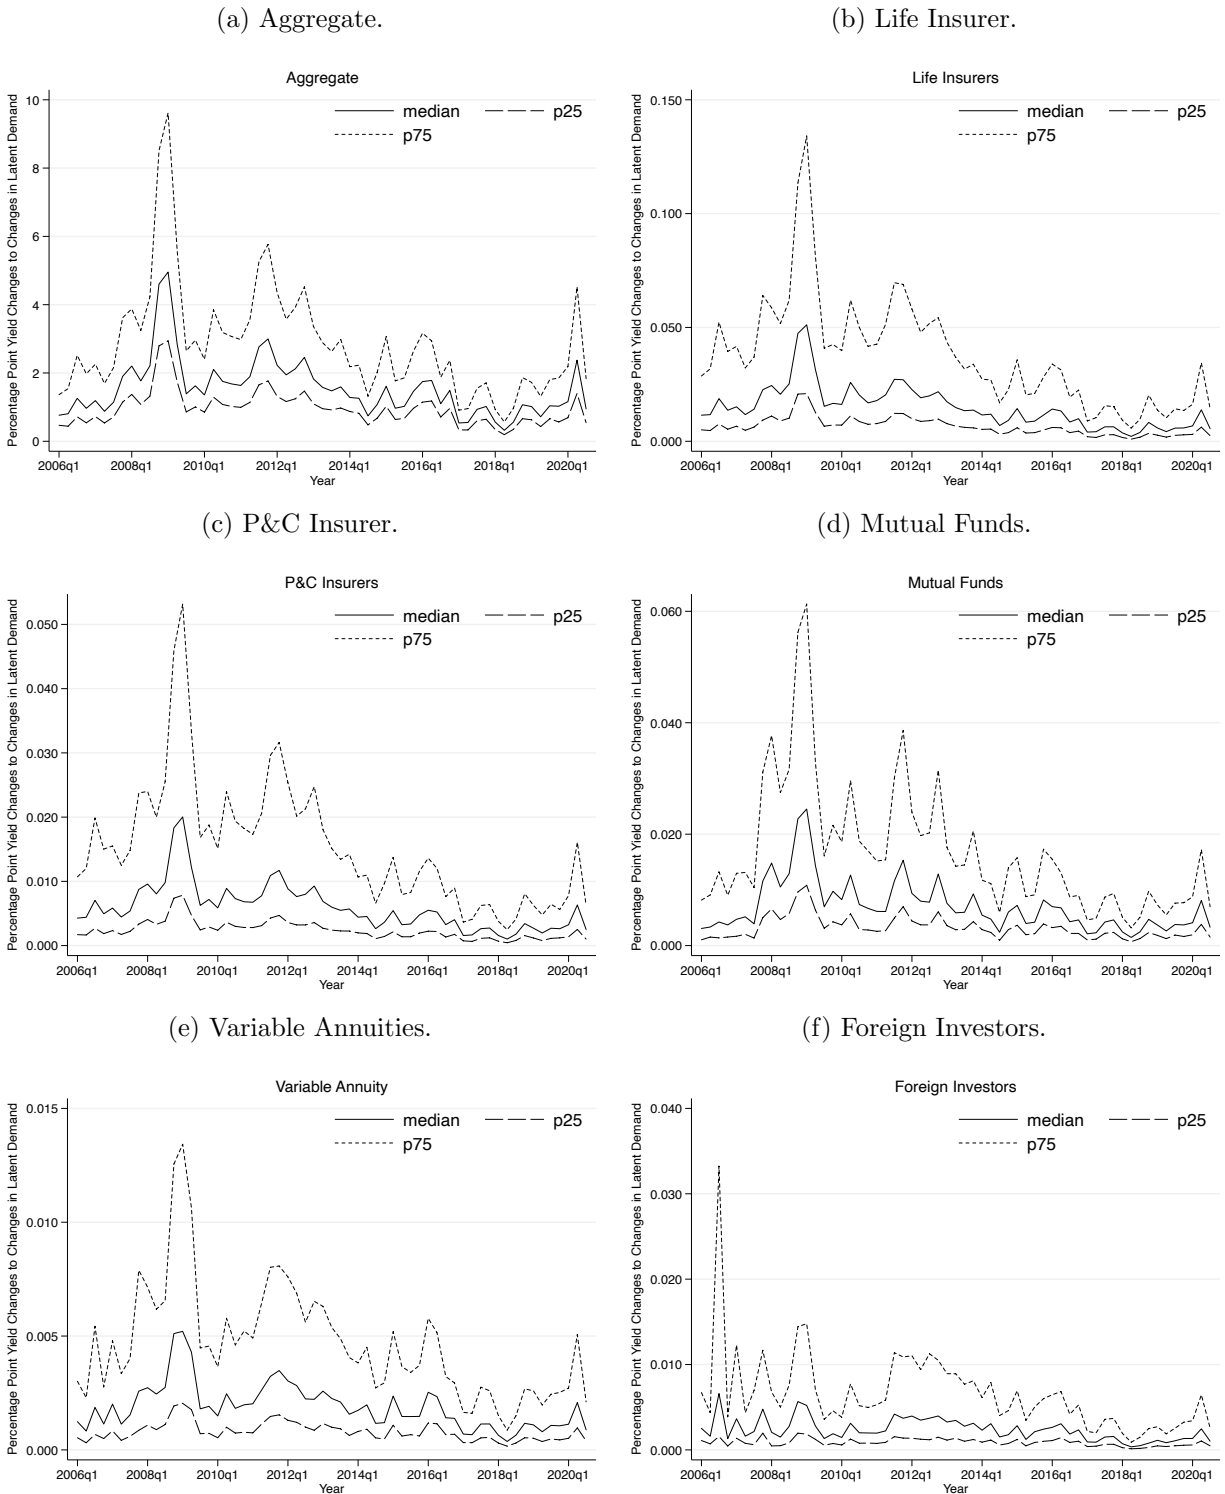 (a) Aggregate.
Aggregate
Percentage Point Yield Changes to Changes in Latent Demand
median
p25
p75
10
8
6
4
2
0
2006q1 2008q1 2010q1 2012q1 2014q1 2016q1 2018q1 2020q1
Year
(b) Life Insurer.
Life Insurers
Percentage Point Yield Changes to Changes in Latent Demand
median
p25
p75
0.150
0.100
0.050
0.000
2006q1 2008q1 2010q1 2012q1 2014q1 2016q1 2018q1 2020q1
Year
(c) P&C Insurer.
P&C Insurers
Percentage Point Yield Changes to Changes in Latent Demand
median
p25
p75
0.050
0.040
0.030
0.020
0.010
0.000
2006q1 2008q1 2010q1 2012q1 2014q1 2016q1 2018q1 2020q1
Year
(d) Mutual Funds.
Mutual Funds
Percentage Point Yield Changes to Changes in Latent Demand
median
p25
p75
0.060
0.040
0.020
0.000
2006q1 2008q1 2010q1 2012q1 2014q1 2016q1 2018q1 2020q1
Year
(e) Variable Annuities.
Variable Annuity
Percentage Point Yield Changes to Changes in Latent Demand
median
p25
p75
0.015
0.010
0.005
0.000
2006q1 2008q1 2010q1 2012q1 2014q1 2016q1 2018q1 2020q1
Year
(f) Foreign Investors.
Foreign Investors
Percentage Point Yield Changes to Changes in Latent Demand
median
p25
p75
0.040
0.030
0.020
0.010
0.000
2006q1 2008q1 2010q1 2012q1 2014q1 2016q1 2018q1 2020q1
Year